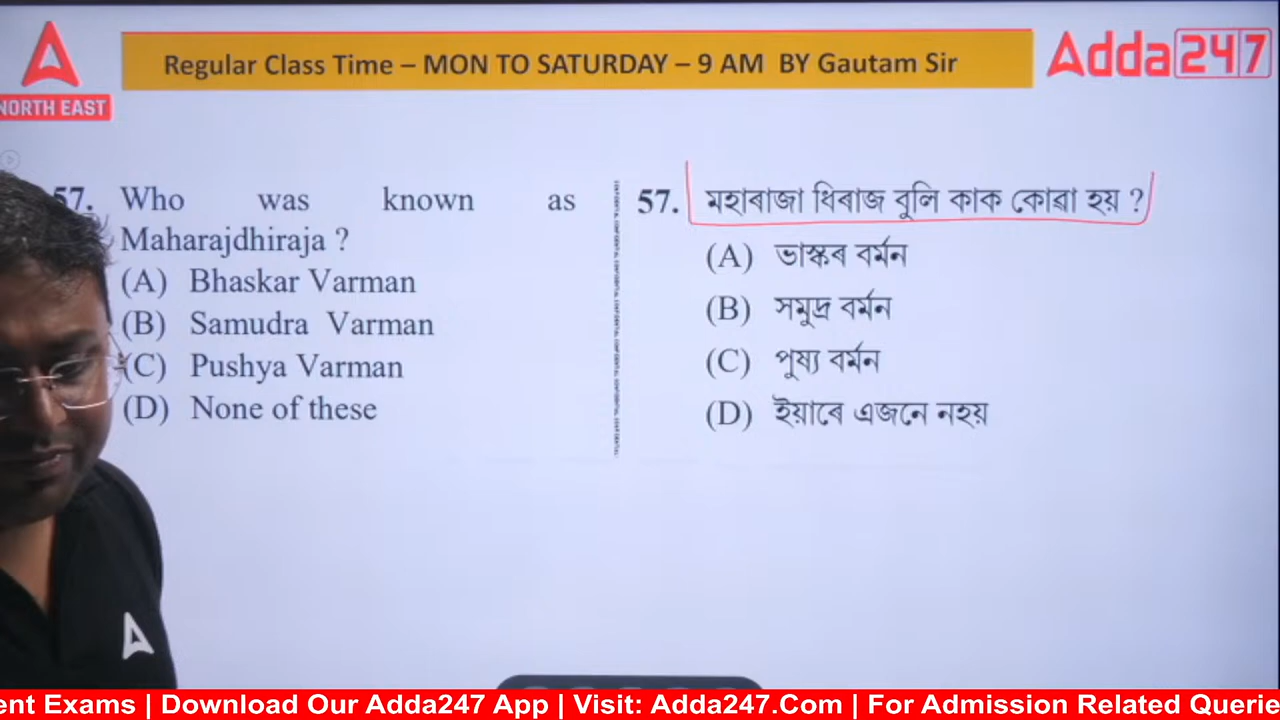 NORTH EAST
Regular Class Time – MON TO SATURDAY – 9 AM BY Gautam Sir
Adda247
57. Who was known as
Maharajdhiraja ?
(A) Bhaskar Varman
(B) Samudra Varman
(C) Pushya Varman
(D) None of these
57. মহাৰাজা ধিৰাজ বুলি কাক কোৱা হয় ?
(A) ভাস্কৰ বৰ্মন
(B) সমুদ্ৰ বৰ্মন
(C) পুষ্য বৰ্মন
(D) ইয়াৰে এজনে নহয়
ent Exams | Download Our Adda247 App | Visit: Adda247.Com | For Admission Related Querie